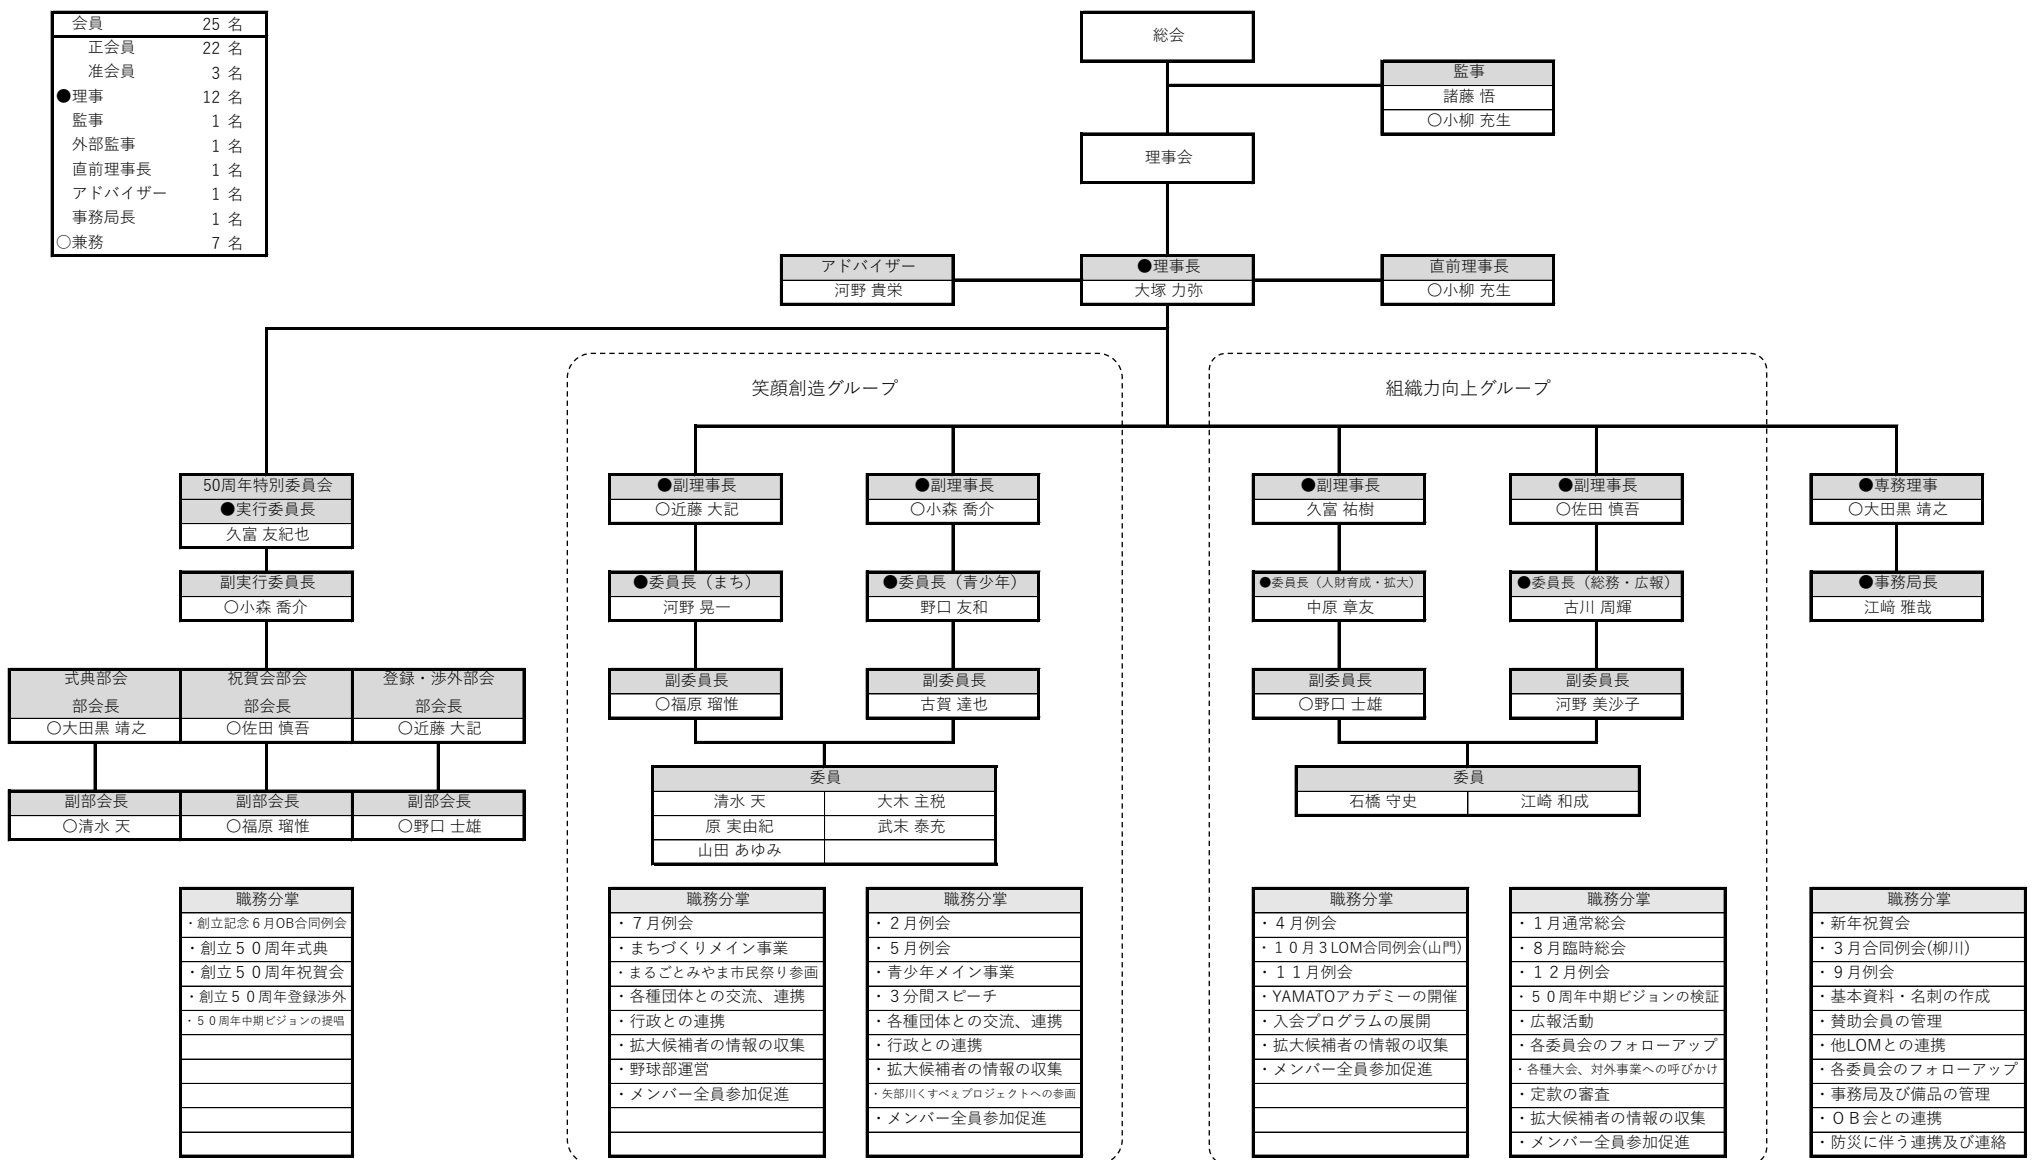 会員 25 名
正会員 22 名
准会員 3 名
●理事 12 名
監事 1 名
外部監事 1 名
直前理事長 1 名
アドバイザー 1 名
事務局長 1 名
○兼務 7 名
総会
監事
諸藤 悟
○小柳 充生
理事会
アドバイザー
河野 貴栄
●理事長
大塚 力弥
直前理事長
○小柳 充生
笑顔創造グループ
組織力向上グループ
50周年特別委員会
●実行委員長
久富 友紀也
副実行委員長
○小森 喬介
式典部会
部会長
○大田黒 靖之
祝賀会部会
部会長
○佐田 慎吾
登録・渉外部会
部会長
○近藤 大記
副部会長
○清水 天
副部会長
○福原 瑠惟
副部会長
○野口 士雄
●副理事長
○近藤 大記
●委員長（まち）
河野 晃一
副委員長
○福原 瑠惟
●副理事長
○小森 喬介
●委員長（青少年）
野口 友和
副委員長
古賀 達也
委員
清水 天 大木 主税
原 実由紀 武末 泰充
山田 あゆみ
●副理事長
久富 祐樹
●委員長（人財育成・拡大）
中原 章友
副委員長
○野口 士雄
●副理事長
○佐田 慎吾
●委員長（総務・広報）
古川 周輝
副委員長
河野 美沙子
委員
石橋 守史 江崎 和成
●専務理事
○大田黒 靖之
●事務局長
江﨑 雅哉
職務分掌
・創立記念６月OB合同例会
・創立５０周年式典
・創立５０周年祝賀会
・創立５０周年登録渉外
・５０周年中期ビジョンの提唱
職務分掌
・７月例会
・まちづくりメイン事業
・まるごとみやま市民祭り参画
・各種団体との交流、連携
・行政との連携
・拡大候補者の情報の収集
・野球部運営
・メンバー全員参加促進
職務分掌
・２月例会
・５月例会
・青少年メイン事業
・３分間スピーチ
・各種団体との交流、連携
・行政との連携
・拡大候補者の情報の収集
・矢部川くすべぇプロジェクトへの参画
・メンバー全員参加促進
職務分掌
・４月例会
・１０月３LOM合同例会(山門)
・１１月例会
・YAMATOアカデミーの開催
・入会プログラムの展開
・拡大候補者の情報の収集
・メンバー全員参加促進
職務分掌
・１月通常総会
・８月臨時総会
・１２月例会
・５０周年中期ビジョンの検証
・広報活動
・各委員会のフォローアップ
・各種大会、対外事業への呼びかけ
・定款の審査
・拡大候補者の情報の収集
・メンバー全員参加促進
職務分掌
・新年祝賀会
・３月合同例会(柳川)
・９月例会
・基本資料・名刺の作成
・賛助会員の管理
・他LOMとの連携
・各委員会のフォローアップ
・事務局及び備品の管理
・ＯＢ会との連携
・防災に伴う連携及び連絡